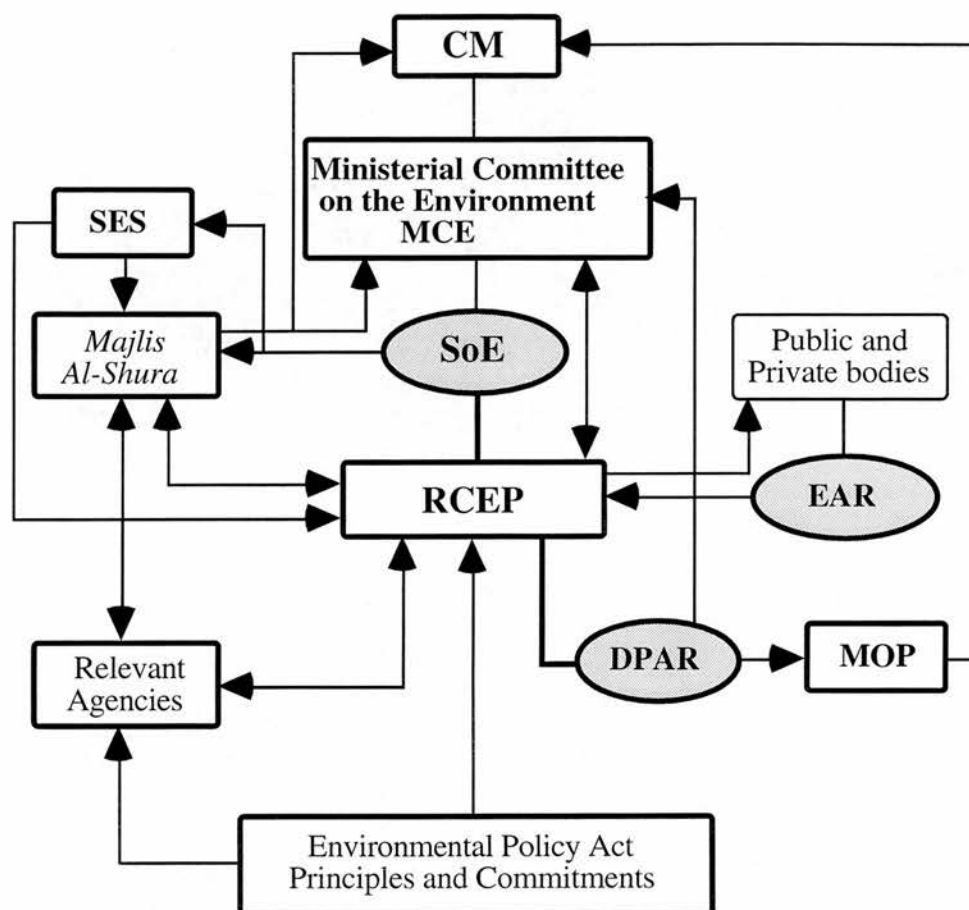 CM
Ministerial Committee
on the Environment
MCE
SES
Majlis
Al-Shura
SoE
Public and
Private bodies
RCEP
EAR
Relevant
Agencies
DPAR
MOP
Environmental Policy Act
Principles and Commitments